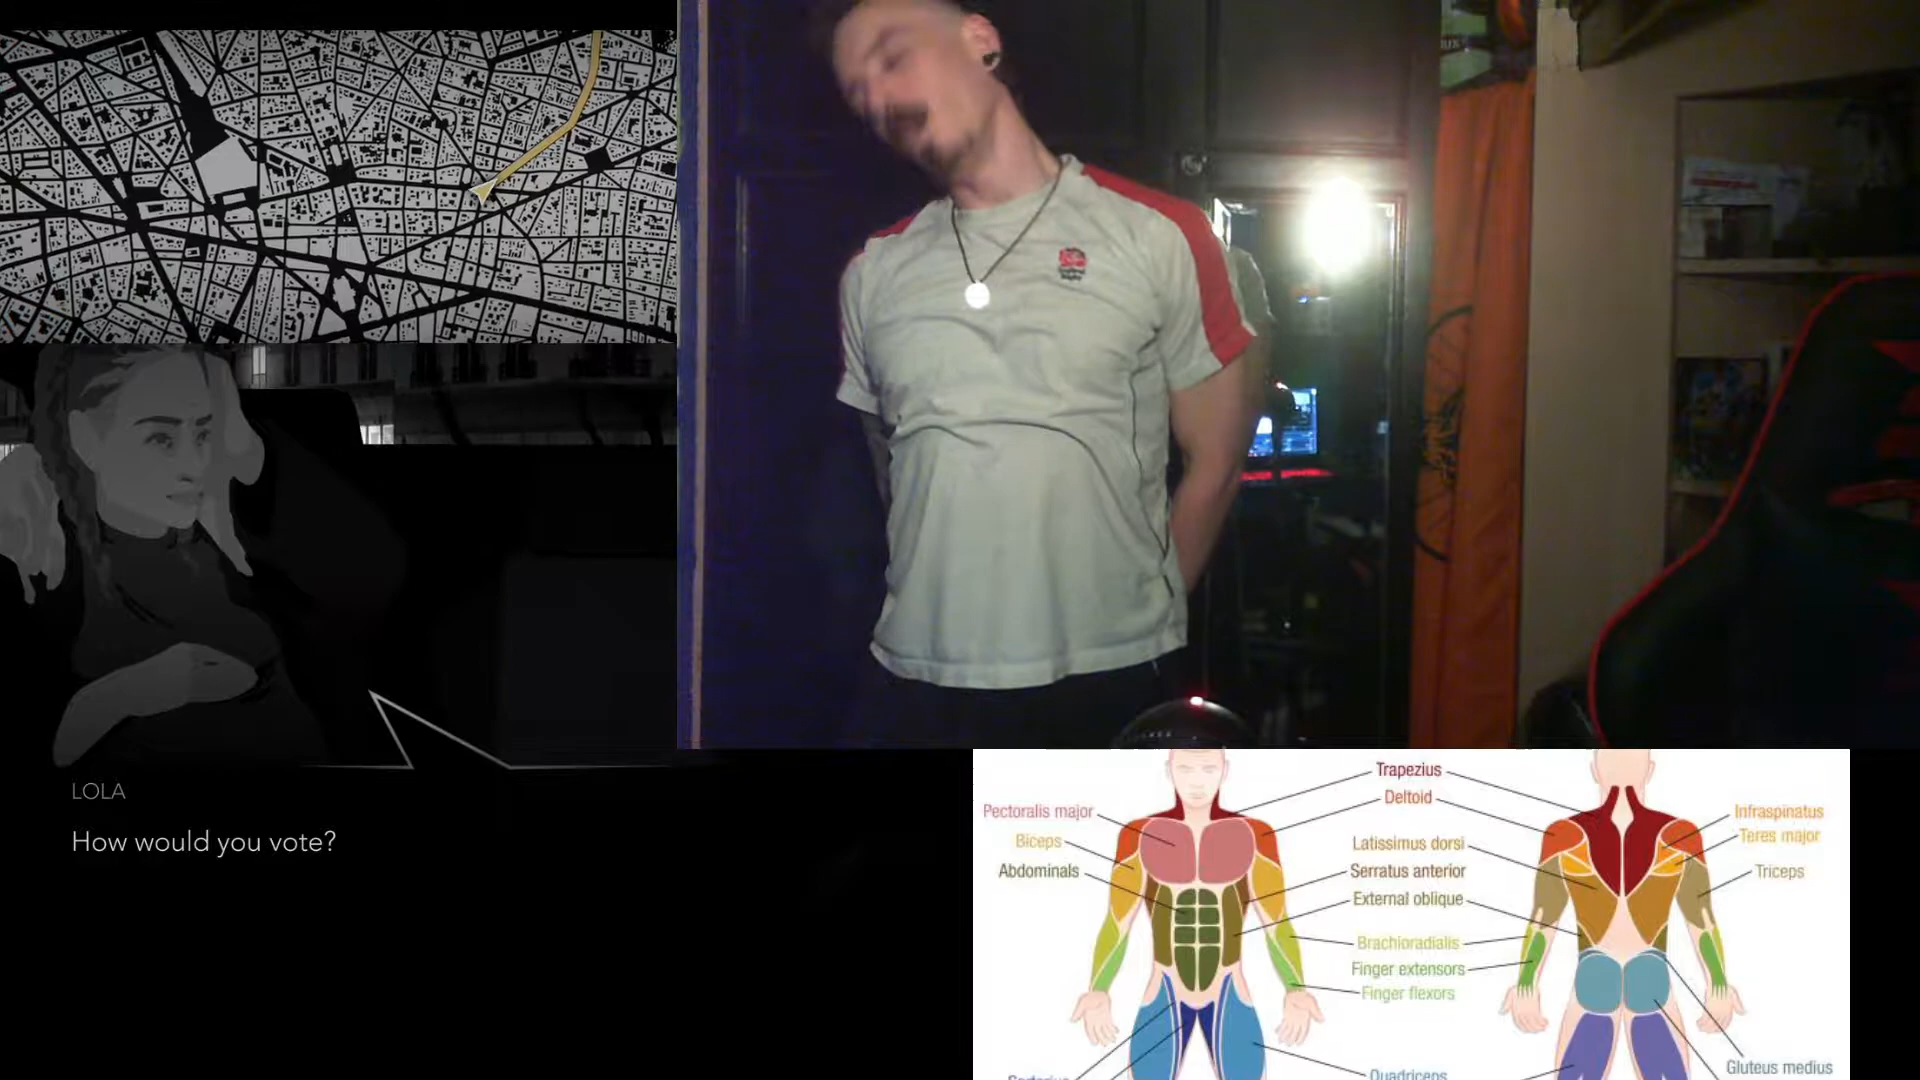 LOLA
How would you vote?
Trapezius
Pectoralis major
Deltoid
Infraspinatus
Biceps
Latissimus dorsi
Teres major
Abdominals
Serratus anterior
Triceps
External oblique
Brachioradialis
Finger extensors
Finger flexors
Gluteus medius